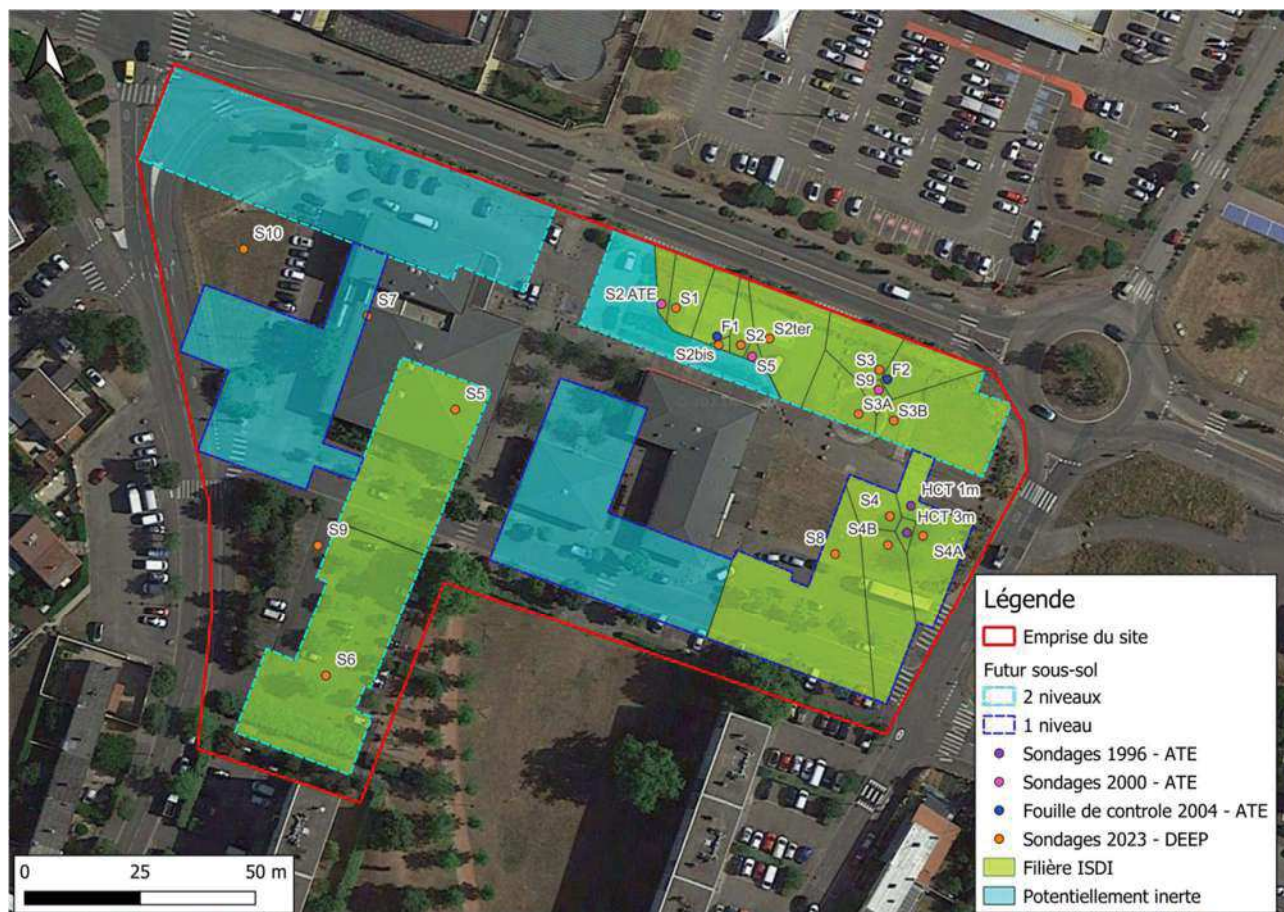 S10
S7
S2 ATE
S1
F1
S2
S2ter
S2bis
S5
S3
F2
S9
S3A
S3B
S5
HCT 1m
S4
HCT 3m
S4B
S4A
S8
S9
S6
Légende
Emprise du site
Futur sous-sol
2 niveaux
1 niveau
Sondages 1996 - ATE
Sondages 2000 - ATE
Fouille de controle 2004 - ATE
Sondages 2023 - DEEP
Filière ISDI
Potentiellement inerte
0 25 50 m